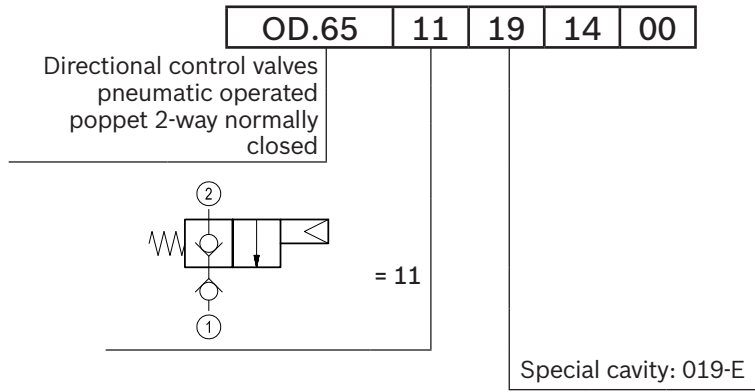 OD.65 11 19 14 00
Directional control valves
pneumatic operated
poppet 2-way normally
closed
2
= 11
1
Special cavity: 019-E